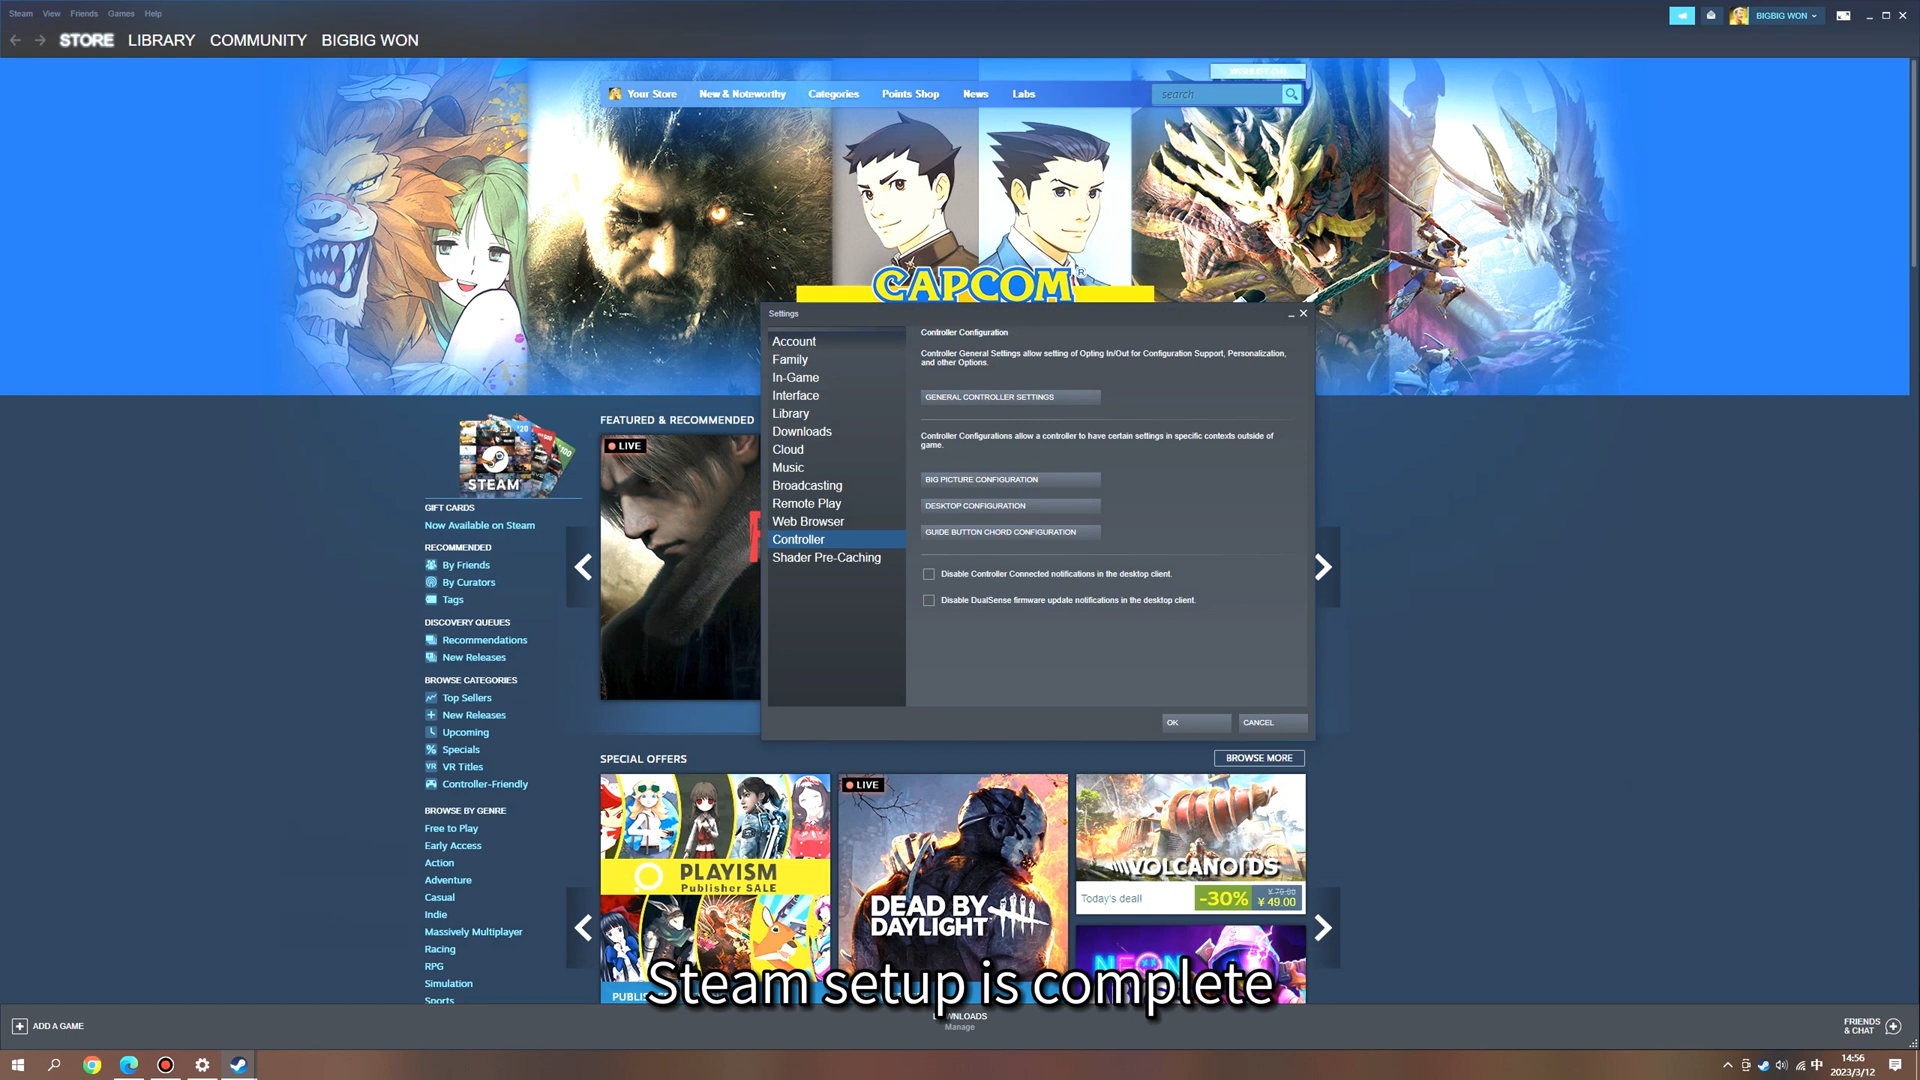 Steam View Friends Games Help
BIGBIG WON
STORE LIBRARY COMMUNITY BIGBIG WON
Your Store New & Noteworthy Categories Points Shop News Labs
search
CAPCOM
Settings
Account
Family
In-Game
Interface
Library
Downloads
Cloud
Music
Broadcasting
Remote Play
Web Browser
Controller
Shader Pre-Caching
Controller Configuration
Controller General Settings allow setting of Opting In/Out for Configuration Support, Personalization,
and other Options.
GENERAL CONTROLLER SETTINGS
Controller Configurations allow a controller to have certain settings in specific contexts outside of
game.
BIG PICTURE CONFIGURATION
DESKTOP CONFIGURATION
GUIDE BUTTON CHORD CONFIGURATION
Disable Controller Connected notifications in the desktop client.
Disable DualSense firmware update notifications in the desktop client.
OK CANCEL
STEAM
GIFT CARDS
Now Available on Steam
RECOMMENDED
By Friends
By Curators
Tags
DISCOVERY QUEUES
Recommendations
New Releases
BROWSE CATEGORIES
Top Sellers
New Releases
Upcoming
Specials
VR VR Titles
Controller-Friendly
BROWSE BY GENRE
Free to Play
Early Access
Action
Adventure
Casual
Indie
Massively Multiplayer
Racing
RPG
Simulation
Sports
FEATURED & RECOMMENDED
LIVE
SPECIAL OFFERS
BROWSE MORE
PLAYISM
Publisher SALE
LIVE
DEAD BY
DAYLIGHT
VOLCANOIDS
Today's deal! -30% ¥ 70.00
¥ 49.00
NEON
Steam setup is complete
ADD A GAME
Manage
FRIENDS
& CHAT
中
14:56
2023/3/12